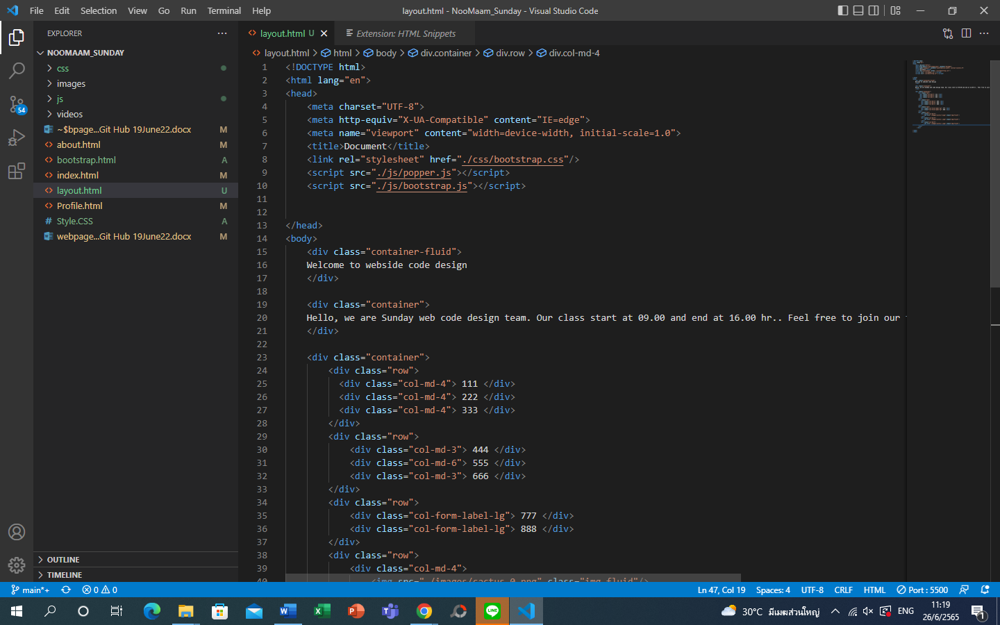 File Edit Selection View Go Run Terminal Help
layout.html - NooMaam_Sunday - Visual Studio Code
EXPLORER
NOOMAAM_SUNDAY
css
images
js
videos
~$bpage...Git Hub 19June22.docx M
about.html M
bootstrap.html A
index.html M
layout.html U
Profile.html M
Style.CSS A
webpage...Git Hub 19June22.docx M
OUTLINE
TIMELINE
54
layout.html U
Extension: HTML Snippets
layout.html > html > body > div.container > div.row > div.col-md-4
1 <!DOCTYPE html>
2 <html lang="en">
3 <head>
4 <meta charset="UTF-8">
5 <meta http-equiv="X-UA-Compatible" content="IE=edge">
6 <meta name="viewport" content="width=device-width, initial-scale=1.0">
7 <title>Document</title>
8 <link rel="stylesheet" href="./css/bootstrap.css"/>
9 <script src="./js/popper.js"></script>
10 <script src="./js/bootstrap.js"></script>
11
12
13 </head>
14 <body>
15 <div class="container-fluid">
16 Welcome to webside code design
17 </div>
18
19 <div class="container">
20 Hello, we are Sunday web code design team. Our class start at 09.00 and end at 16.00 hr.. Feel free to join our
21 </div>
22
23 <div class="container">
24 <div class="row">
25 <div class="col-md-4"> 111 </div>
26 <div class="col-md-4"> 222 </div>
27 <div class="col-md-4"> 333 </div>
28 </div>
29 <div class="row">
30 <div class="col-md-3"> 444 </div>
31 <div class="col-md-6"> 555 </div>
32 <div class="col-md-3"> 666 </div>
33 </div>
34 <div class="row">
35 <div class="col-form-label-lg"> 777 </div>
36 <div class="col-form-label-lg"> 888 </div>
37 </div>
38 <div class="row">
39 <div class="col-md-4">
40 <img src="./images/cactus_0.png" class="img-fluid"/>
main*+ 0 0 Ln 47, Col 19 Spaces: 4 UTF-8 CRLF HTML Port : 5500
30°C มีเมฆส่วนใหญ่ ENG 11:19
26/6/2565
1